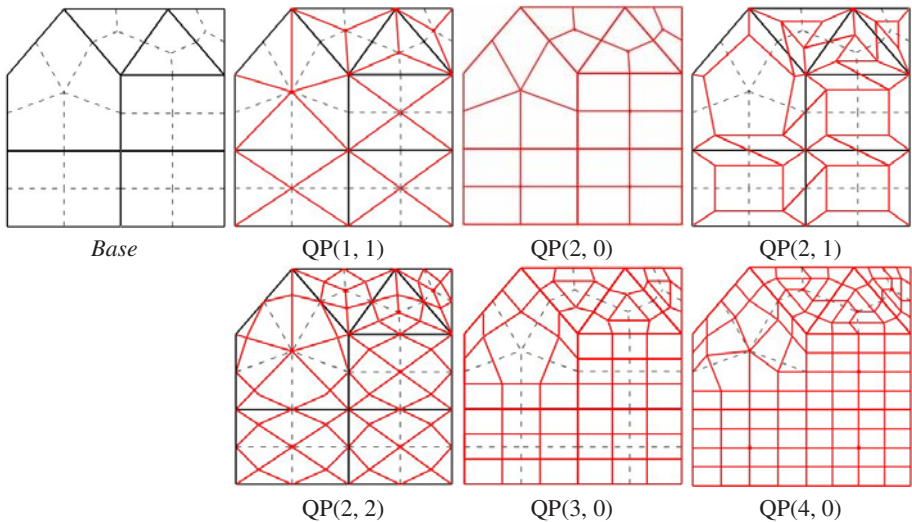 Base QP(1, 1) QP(2, 0) QP(2, 1)
QP(2, 2) QP(3, 0) QP(4, 0)